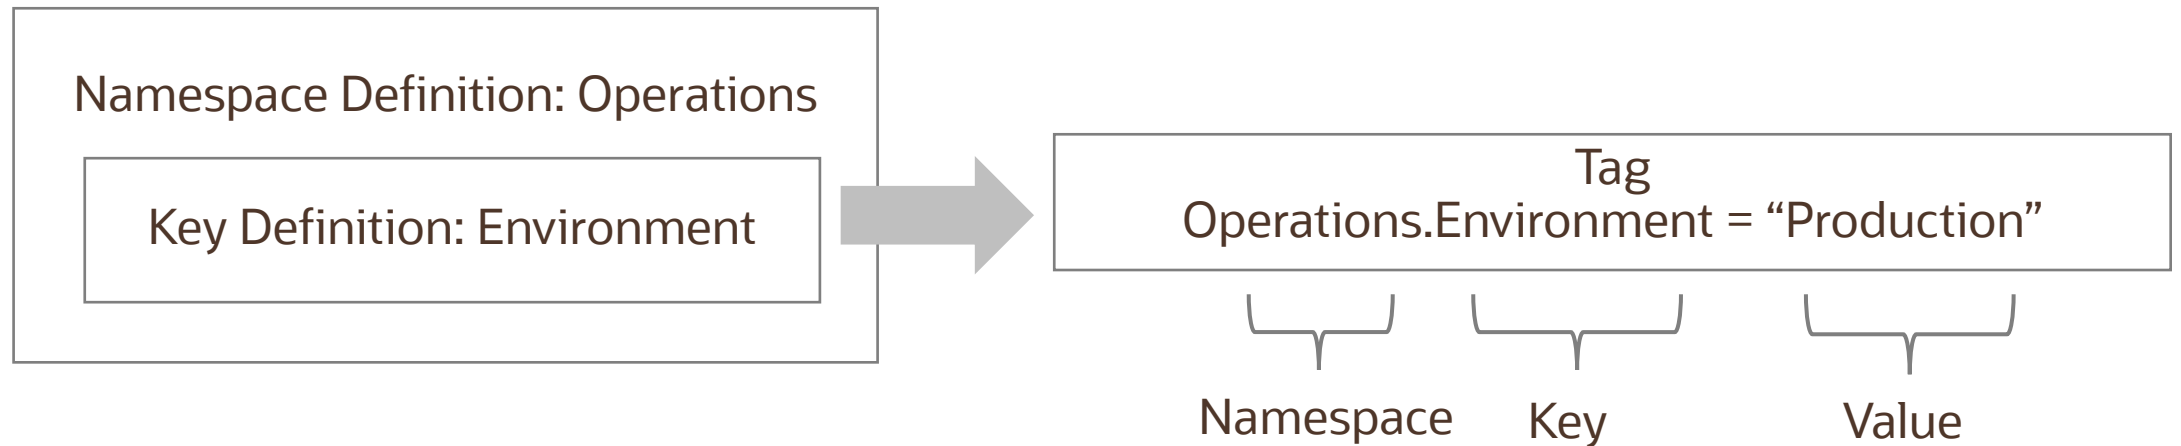 Namespace Definition: Operations
Key Definition: Environment
Tag
Operations.Environment = “Production”
Namespace
Key
Value